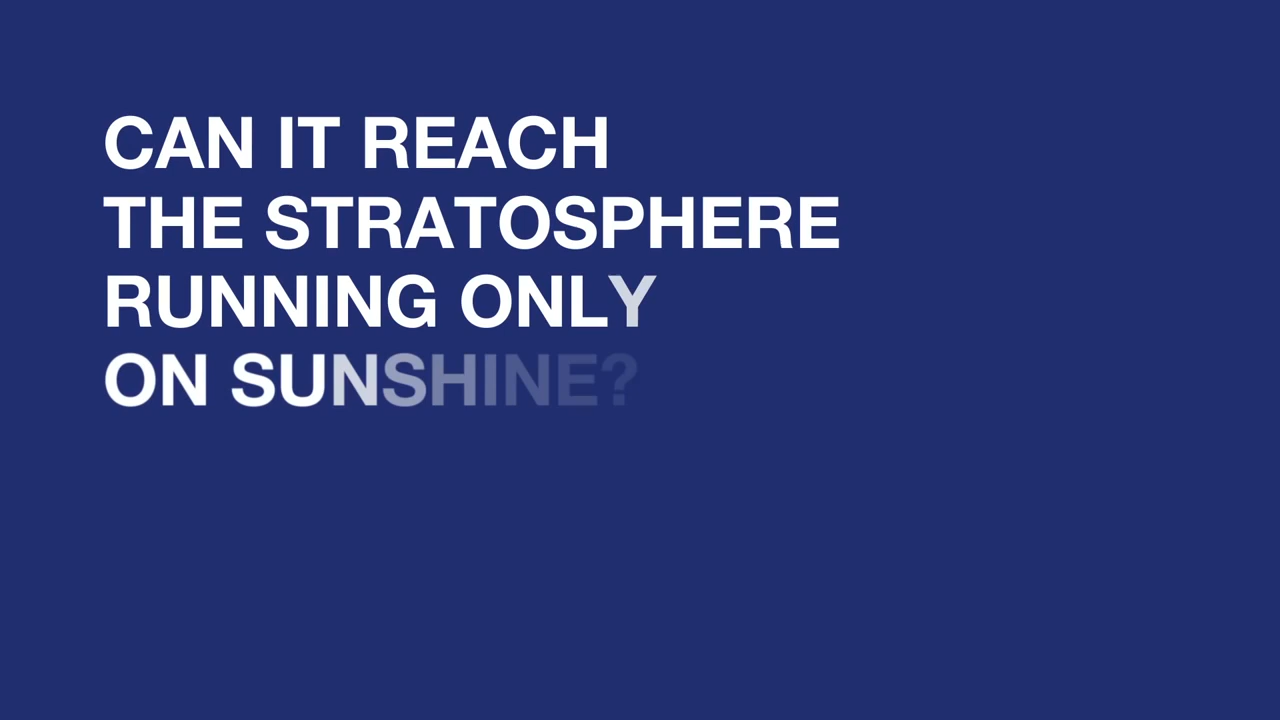 CAN IT REACH
THE STRATOSPHERE
RUNNING ONLY
ON SUNSHINE?